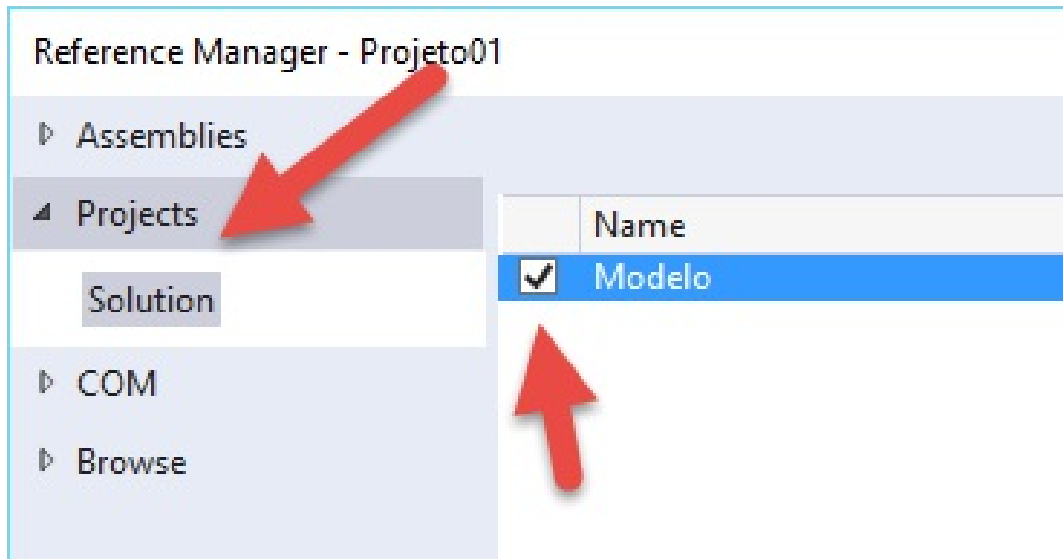 Reference Manager - Projeto01
Assemblies
Projects
Solution
COM
Browse
Name
Modelo